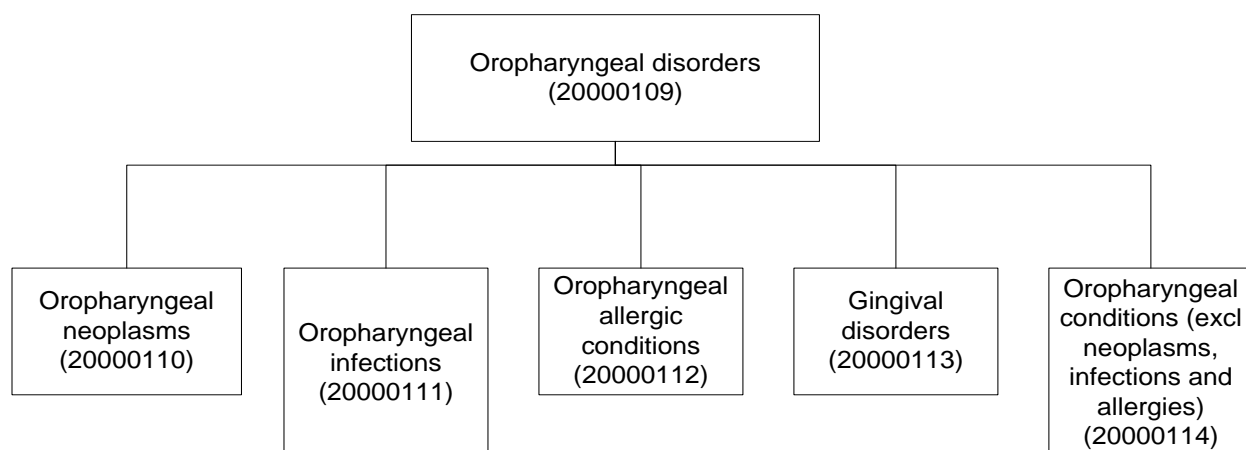 Oropharyngeal disorders
(20000109)
Oropharyngeal
neoplasms
(20000110)
Oropharyngeal
infections
(20000111)
Oropharyngeal
allergic
conditions
(20000112)
Gingival
disorders
(20000113)
Oropharyngeal
conditions (excl
neoplasms,
infections and
allergies)
(20000114)